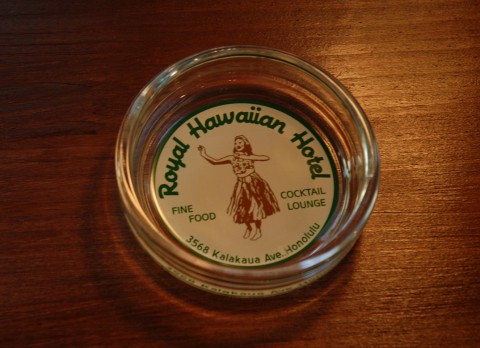 Royal Hawaiian Hotel
FINE
FOOD
COCKTAIL
LOUNGE
3568 Kalakaua Ave. Honolulu